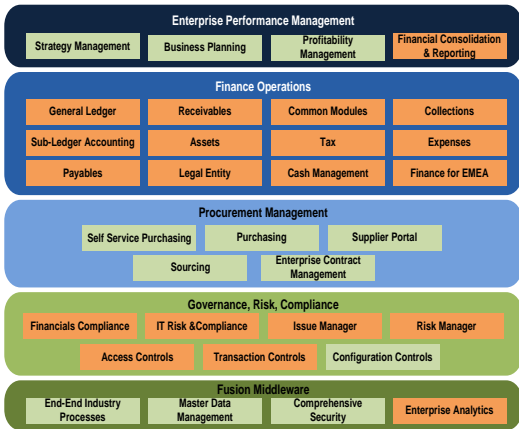 Enterprise Performance Management
Strategy Management
Business Planning
Profitability
Management
Financial Consolidation
& Reporting
Finance Operations
General Ledger
Receivables
Common Modules
Collections
Sub-Ledger Accounting
Assets
Tax
Expenses
Payables
Legal Entity
Cash Management
Finance for EMEA
Procurement Management
Self Service Purchasing
Purchasing
Supplier Portal
Sourcing
Enterprise Contract
Management
Governance, Risk, Compliance
Financials Compliance
IT Risk &Compliance
Issue Manager
Risk Manager
Access Controls
Transaction Controls
Configuration Controls
Fusion Middleware
End-End Industry
Processes
Master Data
Management
Comprehensive
Security
Enterprise Analytics